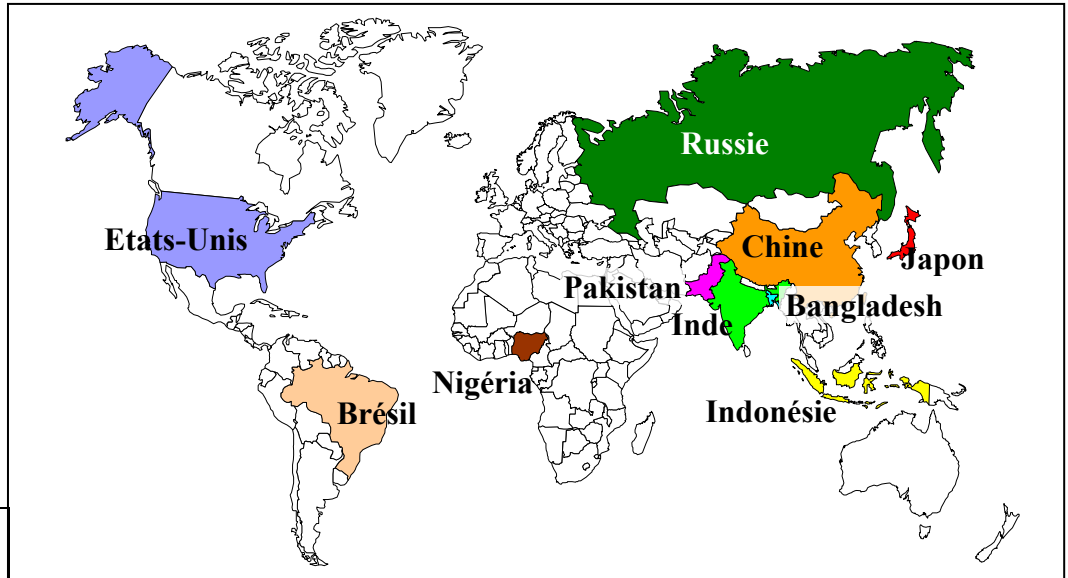 Russie
Etats-Unis
Chine
Japon
Pakistan
Bangladesh
Inde
Nigéria
Brésil
Indonésie